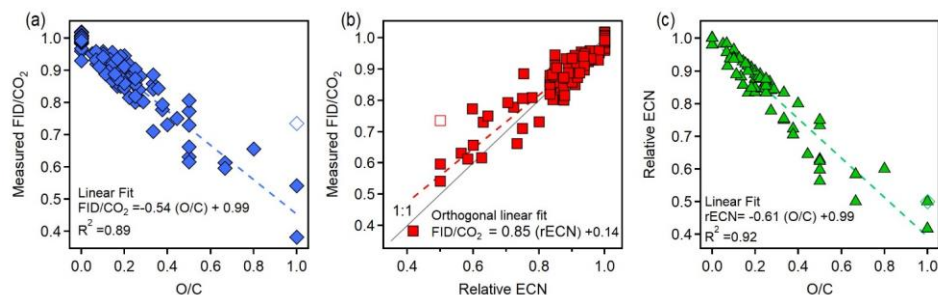 (a)
Measured FID/CO2
1.0
0.9
0.8
0.7
0.6
0.5
0.4
Linear Fit
FID/CO2 =-0.54 (O/C) + 0.99
R2 =0.89
0.0 0.2 0.4 0.6 0.8 1.0
O/C
(b)
Measured FID/CO2
1.0
0.9
0.8
0.7
0.6
0.5
0.4
1:1
Orthogonal linear fit
FID/CO2 = 0.85 (rECN) +0.14
0.4 0.6 0.8 1.0
Relative ECN
(c)
Relative ECN
1.0
0.9
0.8
0.7
0.6
0.5
0.4
Linear Fit
rECN= -0.61 (O/C) +0.99
R2 =0.92
0.0 0.2 0.4 0.6 0.8 1.0
O/C